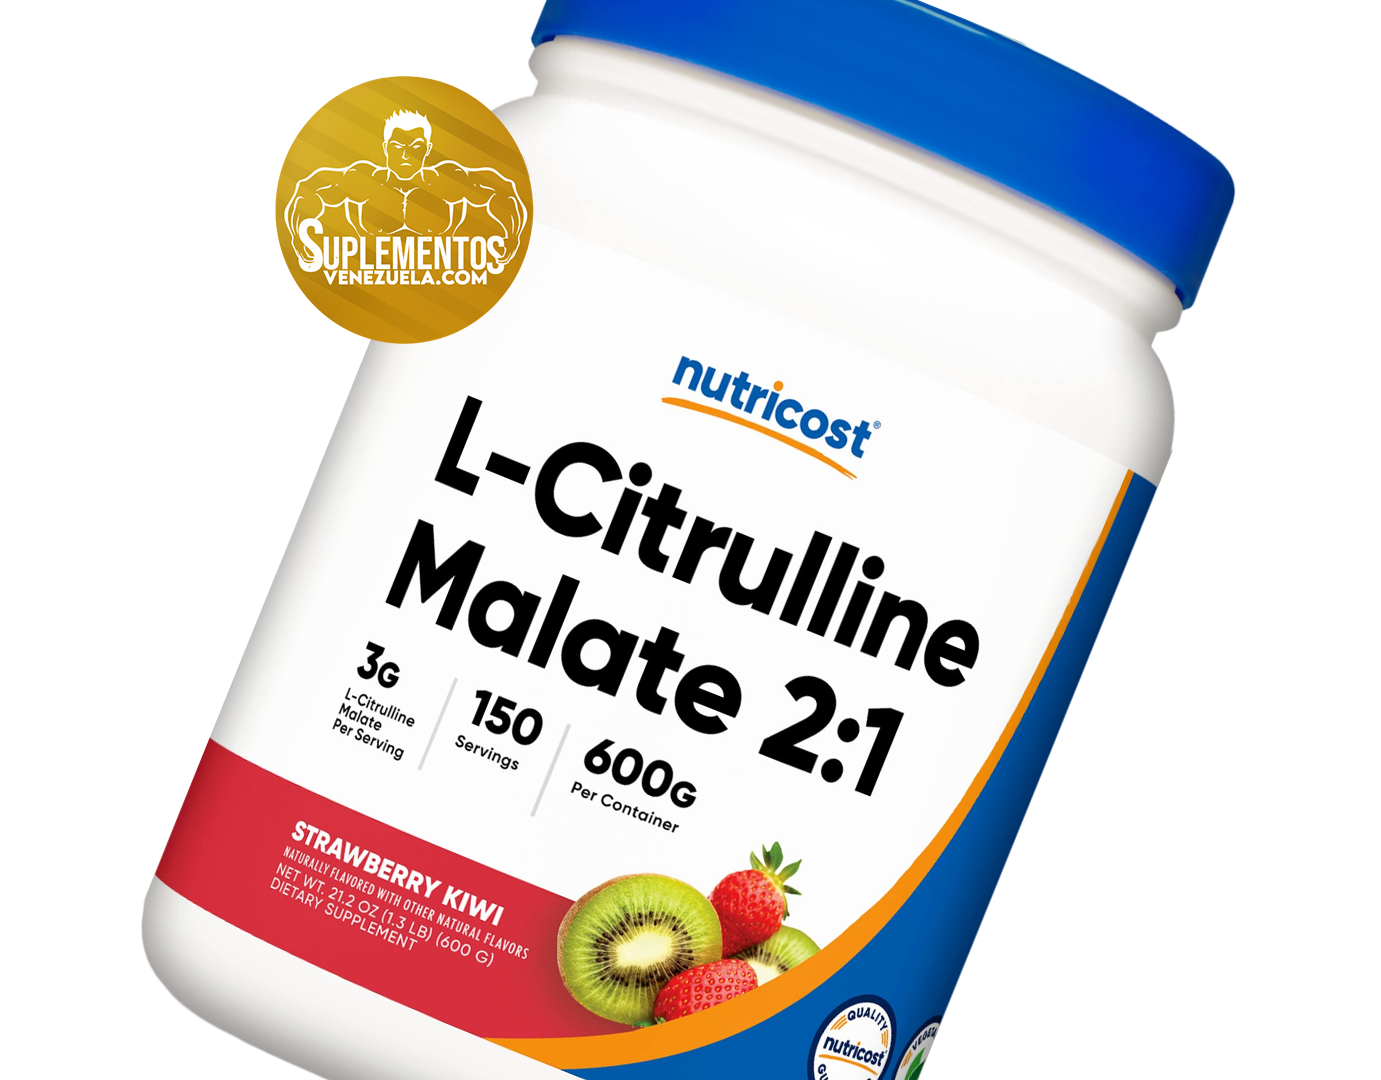 SUPLEMENTOS
VENEZUELA.COM
nutricost®
L-Citrulline
Malate 2:1
3G
L-Citrulline
Malate
Per Serving
150
Servings
600G
Per Container
STRAWBERRY KIWI
NATURALLY FLAVORED WITH OTHER NATURAL FLAVORS
NET WT. 21.2 OZ (1.3 LB) (600 G)
DIETARY SUPPLEMENT
QUALITY
nutricost